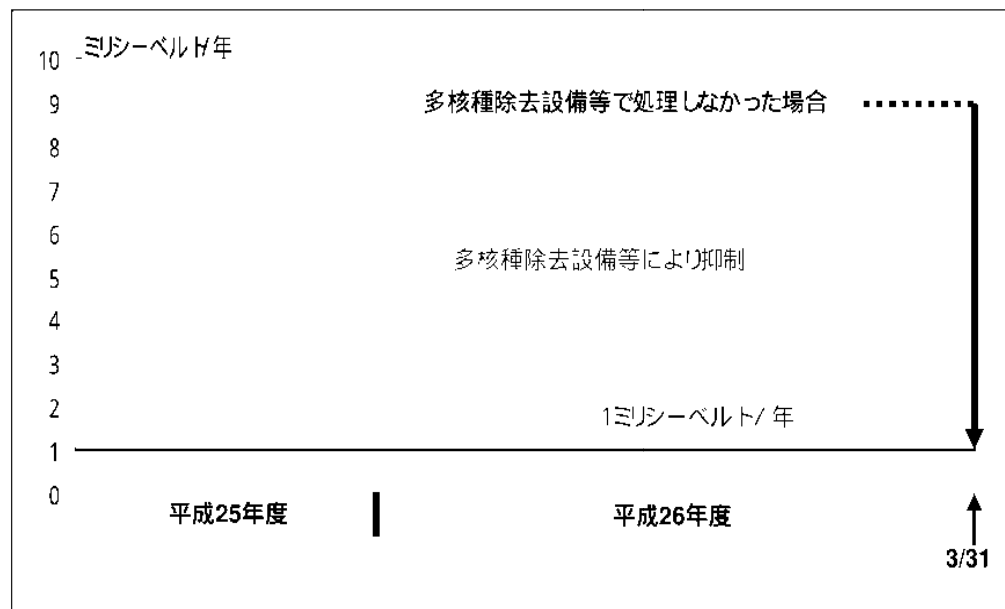 ミリシーベルト/年
10
9
8
7
6
5
4
3
2
1
0
多核種除去設備等で処理しなかった場合
多核種除去設備等により抑制
1ミリシーベルト/ 年
平成25年度
平成26年度
3/31